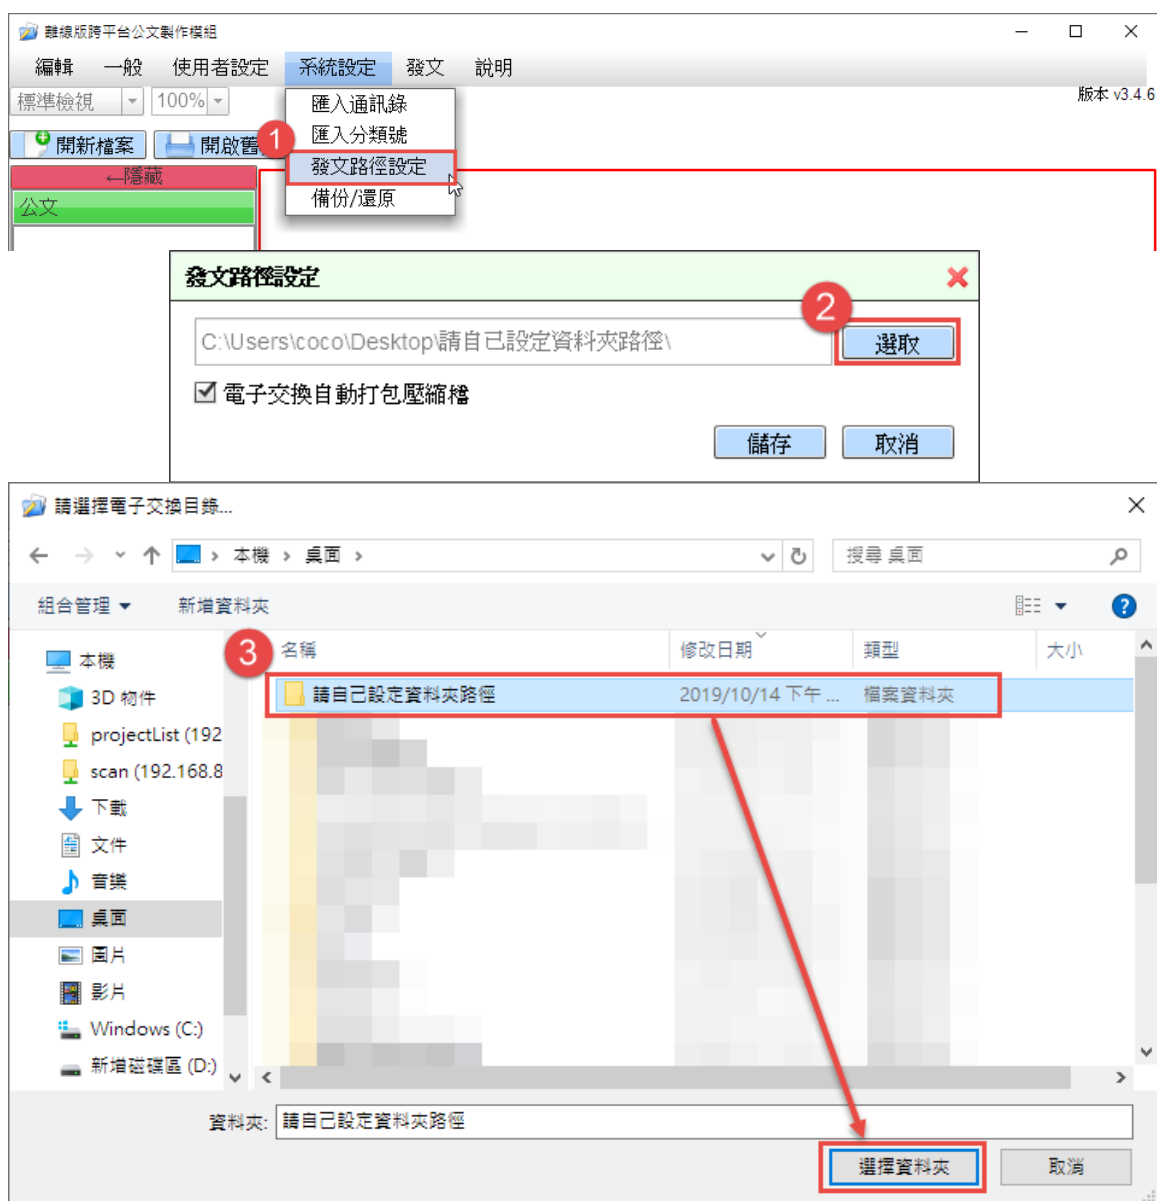 離線版跨平台公文製作模組
編輯 一般 使用者設定 系統設定 發文 說明
標準檢視 100% 版本 v3.4.6
匯入通訊錄
1 匯入分類號
開新檔案 開啟舊
發文路徑設定
←隱藏
備份/還原
公文
發文路徑設定
2
C:\Users\coco\Desktop\請自己設定資料夾路徑\ 選取
電子交換自動打包壓縮檔
儲存 取消
請選擇電子交換目錄...
本機 > 桌面 > 搜尋 桌面
組合管理 新增資料夾
3 名稱 修改日期 類型 大小
本機
3D 物件
請自己設定資料夾路徑 2019/10/14 下午 ... 檔案資料夾
projectList (192
scan (192.168.8
下載
文件
音樂
桌面
圖片
影片
Windows (C:)
新增磁碟區 (D:)
資料夾: 請自己設定資料夾路徑
選擇資料夾 取消